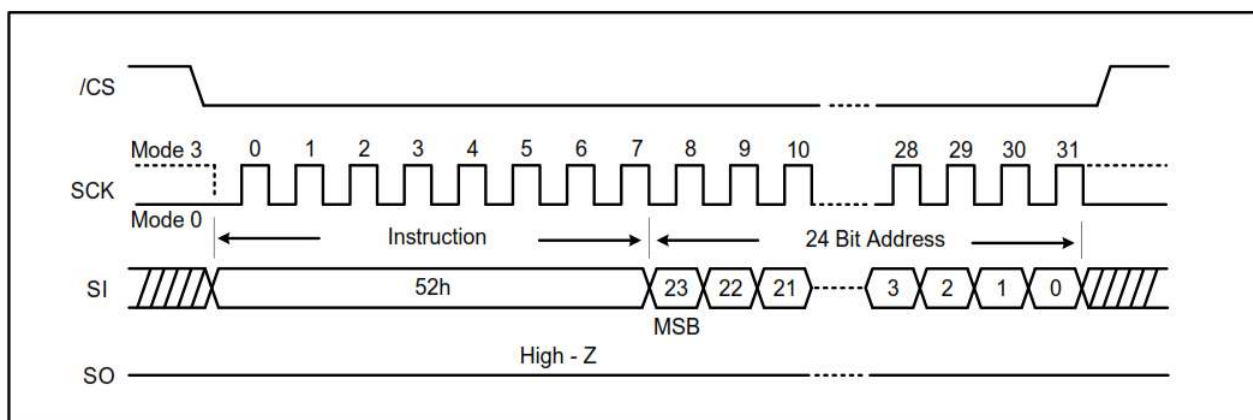 /CS
Mode 3 0 1 2 3 4 5 6 7 8 9 10 28 29 30 31
SCK
Mode 0
Instruction 24 Bit Address
SI 52h 23 22 21 3 2 1 0
MSB
High - Z
SO